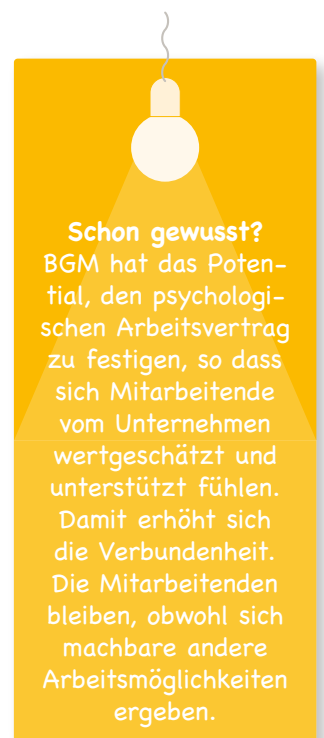 Schon gewusst?
BGM hat das Poten-
tial, den psychologi-
schen Arbeitsvertrag
zu festigen, so dass
sich Mitarbeitende
vom Unternehmen
wertgeschätzt und
unterstützt fühlen.
Damit erhöht sich
die Verbundenheit.
Die Mitarbeitenden
bleiben, obwohl sich
machbare andere
Arbeitsmöglichkeiten
ergeben.